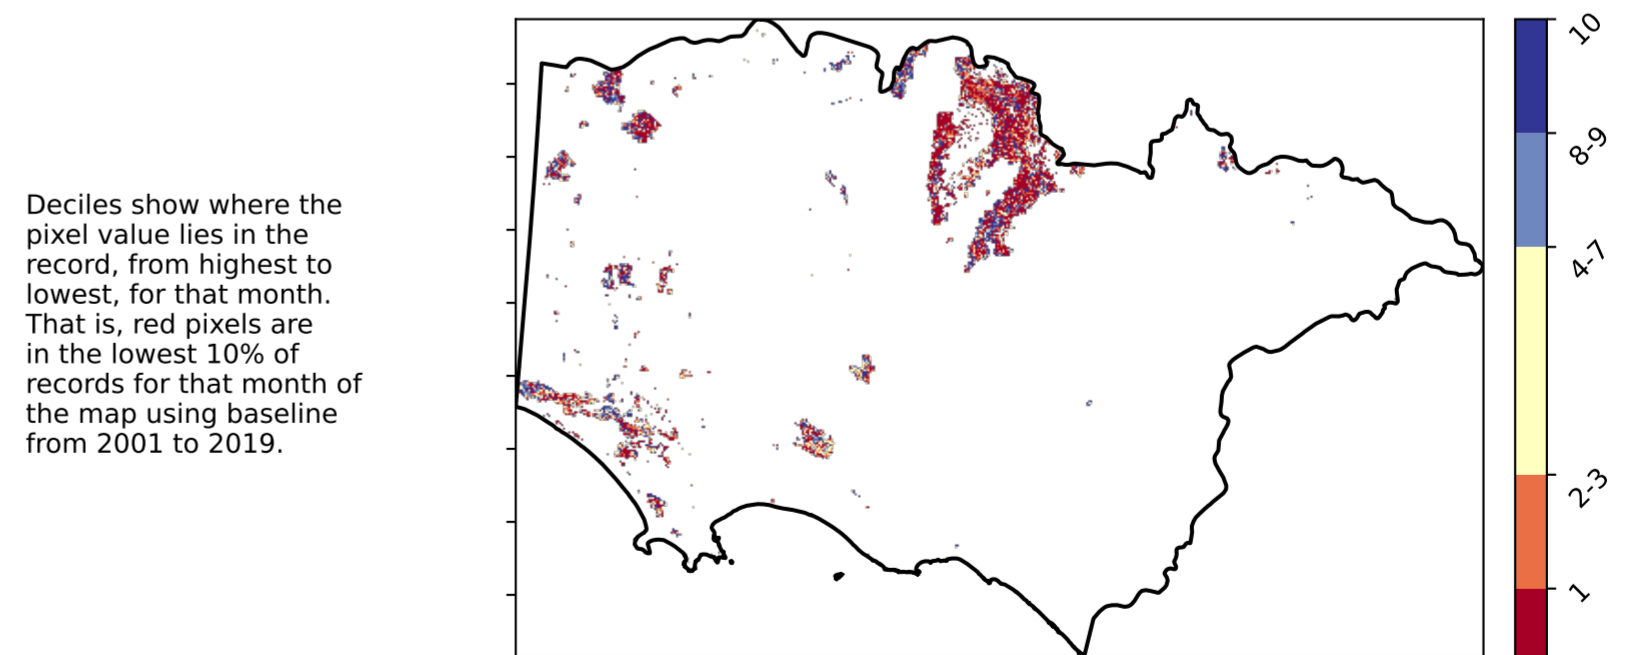 Deciles show where the
pixel value lies in the
record, from highest to
lowest, for that month.
That is, red pixels are
in the lowest 10% of
records for that month of
the map using baseline
from 2001 to 2019.
10
8-9
4-7
2-3
1